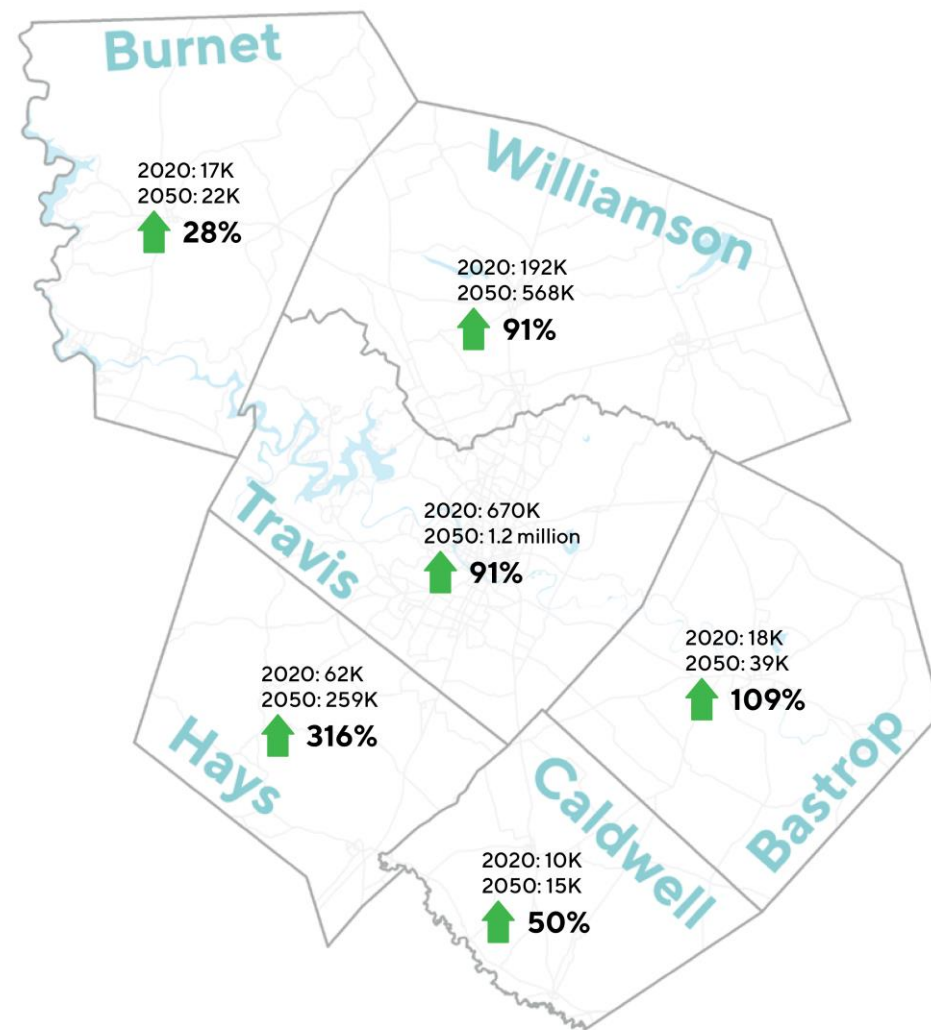 Burnet
2020: 17K
2050: 22K
28%
Williamson
2020: 192K
2050: 568K
91%
Travis
2020: 670K
2050: 1.2 million
91%
2020: 18K
2050: 39K
109%
Bastrop
2020: 62K
2050: 259K
316%
Hays
Caldwell
2020: 10K
2050: 15K
50%